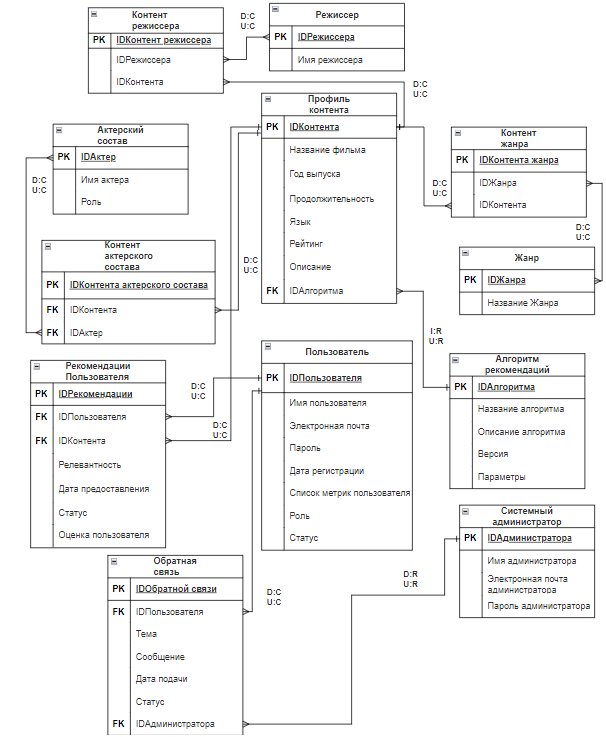 Контент
режиссера
PK IDКонтент режиссера
IDРежиссера
IDКонтента
D:C
U:C
Режиссер
PK IDРежиссера
Имя режиссера
D:C
U:C
Профиль
контента
PK IDКонтента
Название фильма
Год выпуска
Продолжительность
Язык
Рейтинг
Описание
FK IDАлгоритма
Актерский
состав
PK IDАктер
Имя актера
Роль
D:C
U:C
Контент
жанра
PK IDКонтента жанра
IDЖанра
IDКонтента
D:C
U:C
D:C
U:C
Жанр
PK IDЖанра
Название Жанра
Контент
актерского
состава
PK IDКонтента актерского состава
FK IDКонтента
FK IDАктер
D:C
U:C
I:R
U:R
Рекомендации
Пользователя
PK IDРекомендации
FK IDПользователя
FK IDКонтента
Релевантность
Дата предоставления
Статус
Оценка пользователя
D:C
U:C
D:C
U:C
Пользователь
PK IDПользователя
Имя пользователя
Электронная почта
Пароль
Дата регистрации
Список метрик пользователя
Роль
Статус
Алгоритм
рекомендаций
PK IDАлгоритма
Название алгоритма
Описание алгоритма
Версия
Параметры
Системный
администратор
PK IDАдминистратора
Имя администратора
Электронная почта
администратора
Пароль администратора
Обратная
связь
PK IDОбратной связи
FK IDПользователя
Тема
Сообщение
Дата подачи
Статус
FK IDАдминистратора
D:C
U:C
D:R
U:R